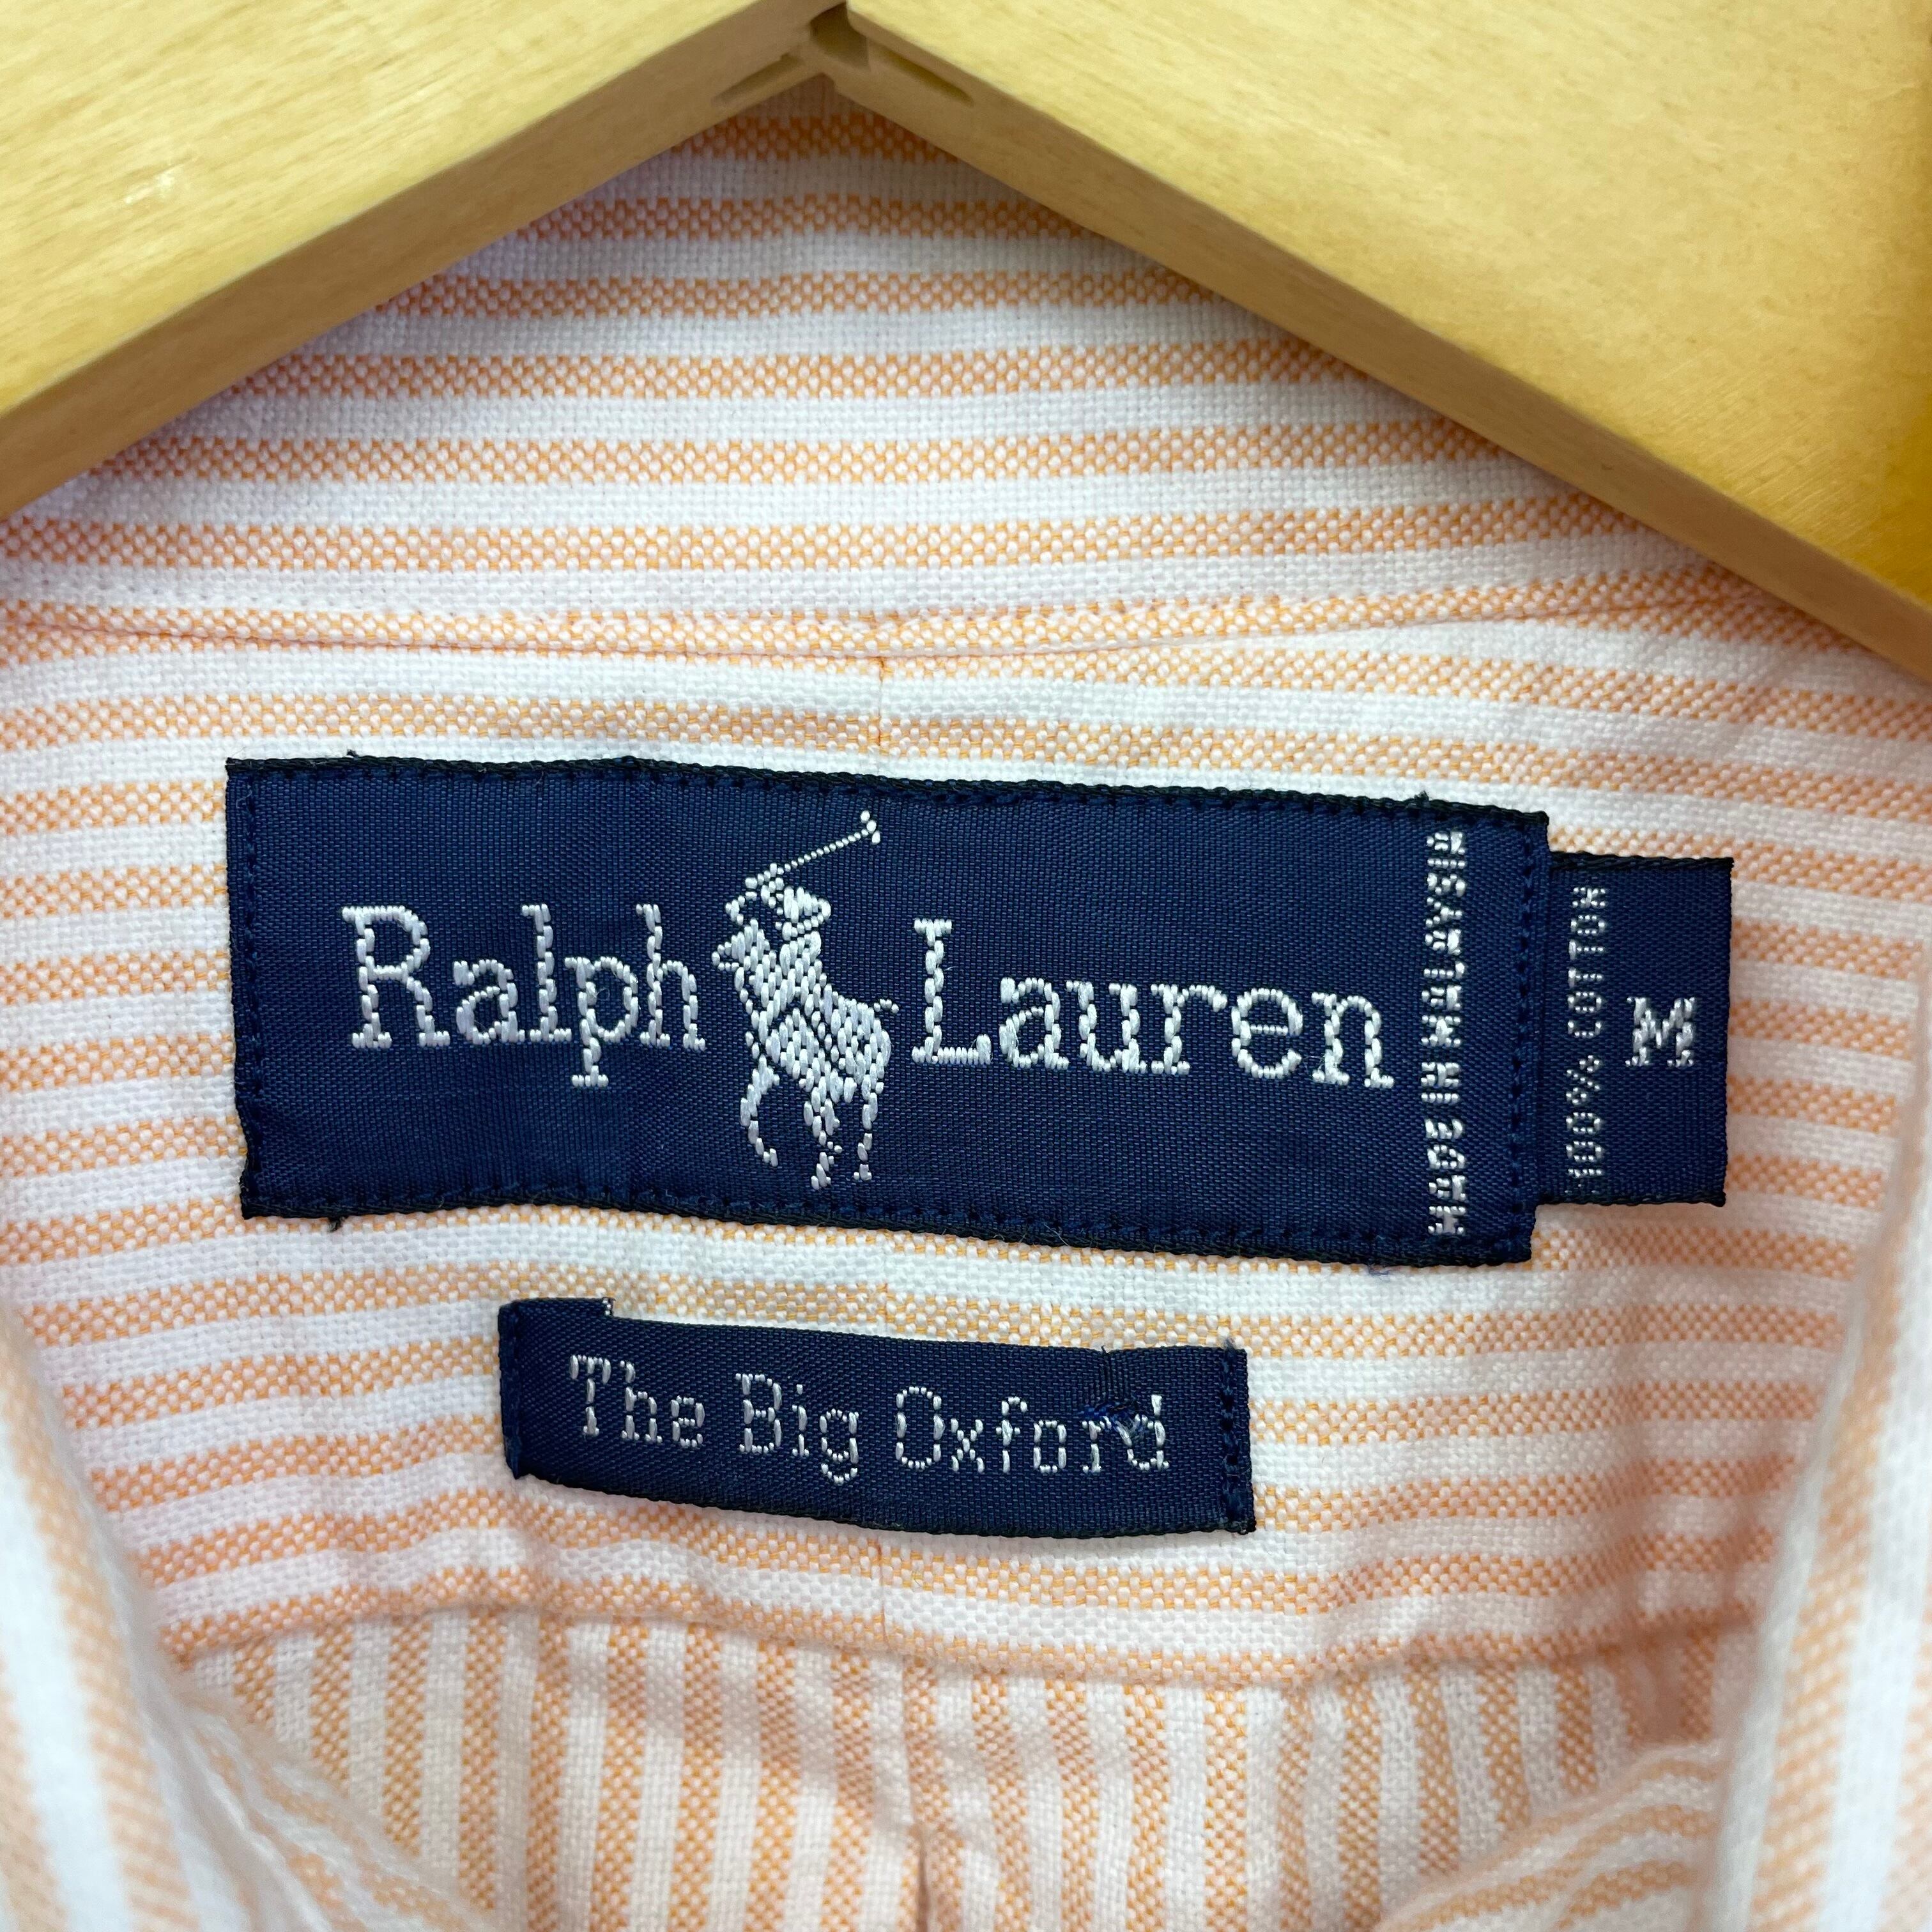 Ralph Lauren
MADE IN MALAYSIA
100% COTTON
M
The Big Oxford